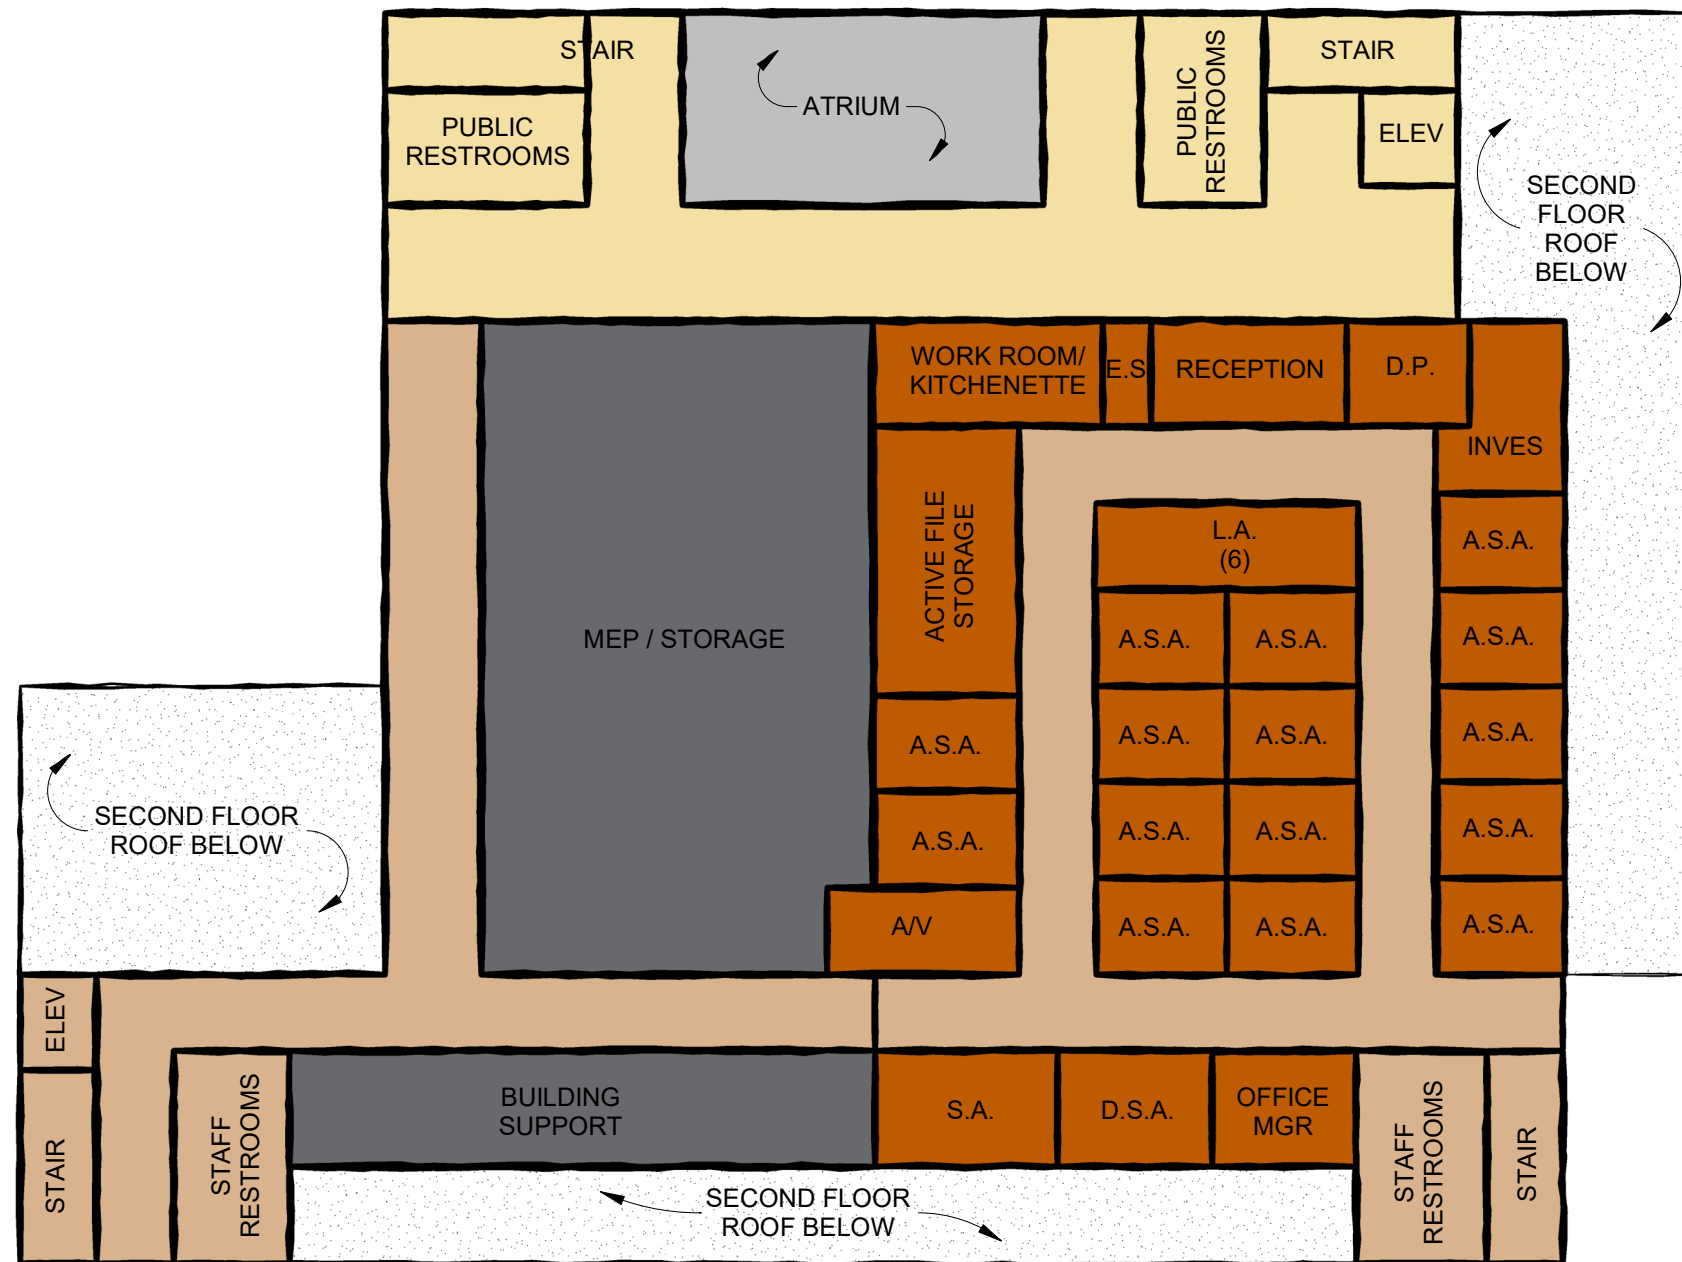 STAIR
ATRIUM
PUBLIC
RESTROOMS
STAIR
PUBLIC
RESTROOMS
ELEV
SECOND
FLOOR
ROOF
BELOW
WORK ROOM/
KITCHENETTE
E.S
RECEPTION
D.P.
INVES
ACTIVE FILE
STORAGE
L.A.
(6)
A.S.A.
MEP / STORAGE
A.S.A.
A.S.A.
A.S.A.
A.S.A.
A.S.A.
A.S.A.
A.S.A.
SECOND FLOOR
ROOF BELOW
A.S.A.
A.S.A.
A.S.A.
A.S.A.
A/V
A.S.A.
A.S.A.
A.S.A.
ELEV
STAIR
STAFF
RESTROOMS
BUILDING
SUPPORT
S.A.
D.S.A.
OFFICE
MGR
STAFF
RESTROOMS
STAIR
SECOND FLOOR
ROOF BELOW